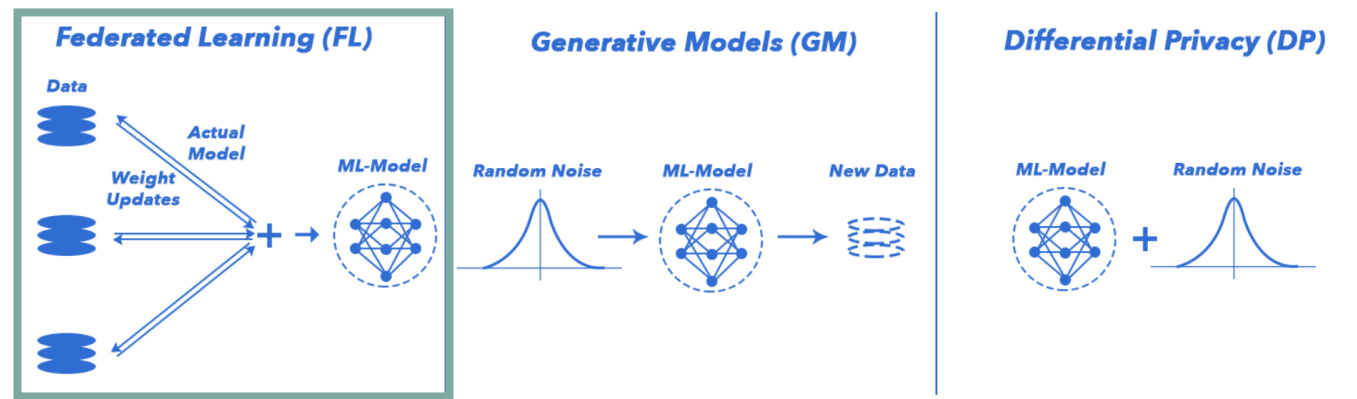 Federated Learning (FL)
Data
Actual
Model
Weight
Updates
ML-Model
+
Generative Models (GM)
Random Noise
ML-Model
New Data
Differential Privacy (DP)
ML-Model
+
Random Noise